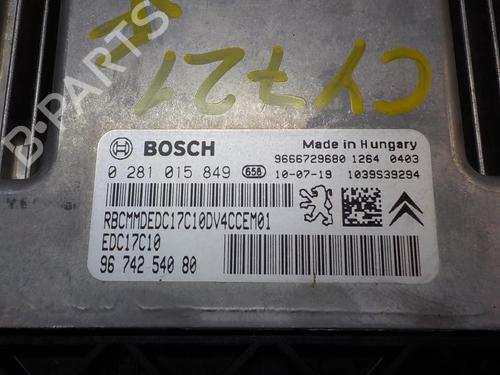 B-PARTS
CY721
BOSCH
Made in Hungary
9666729680 1264 0403
0 281 015 849 658 10-07-19 1039S39294
RBCMMDEDC17C10DV4CCEM01
EDC17C10
96 742 540 80